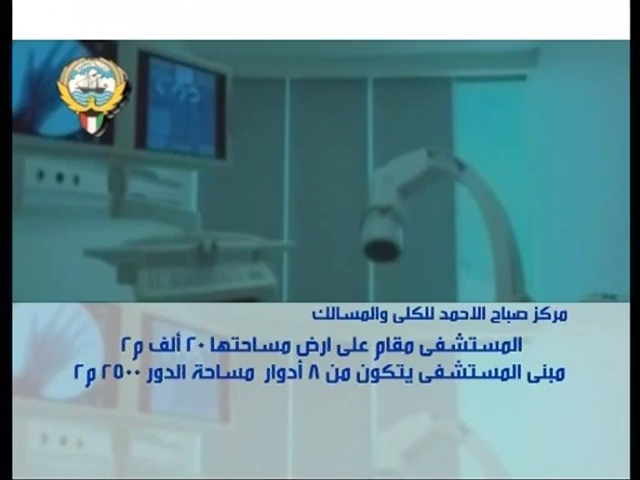 مركز صباح الاحمد للكلى والمسالك
المستشفى مقام على ارض مساحتها ٢٠ ألف م٢
مبنى المستشفى يتكون من ٨ أدوار مساحة الدور ٢٥٠٠ م٢